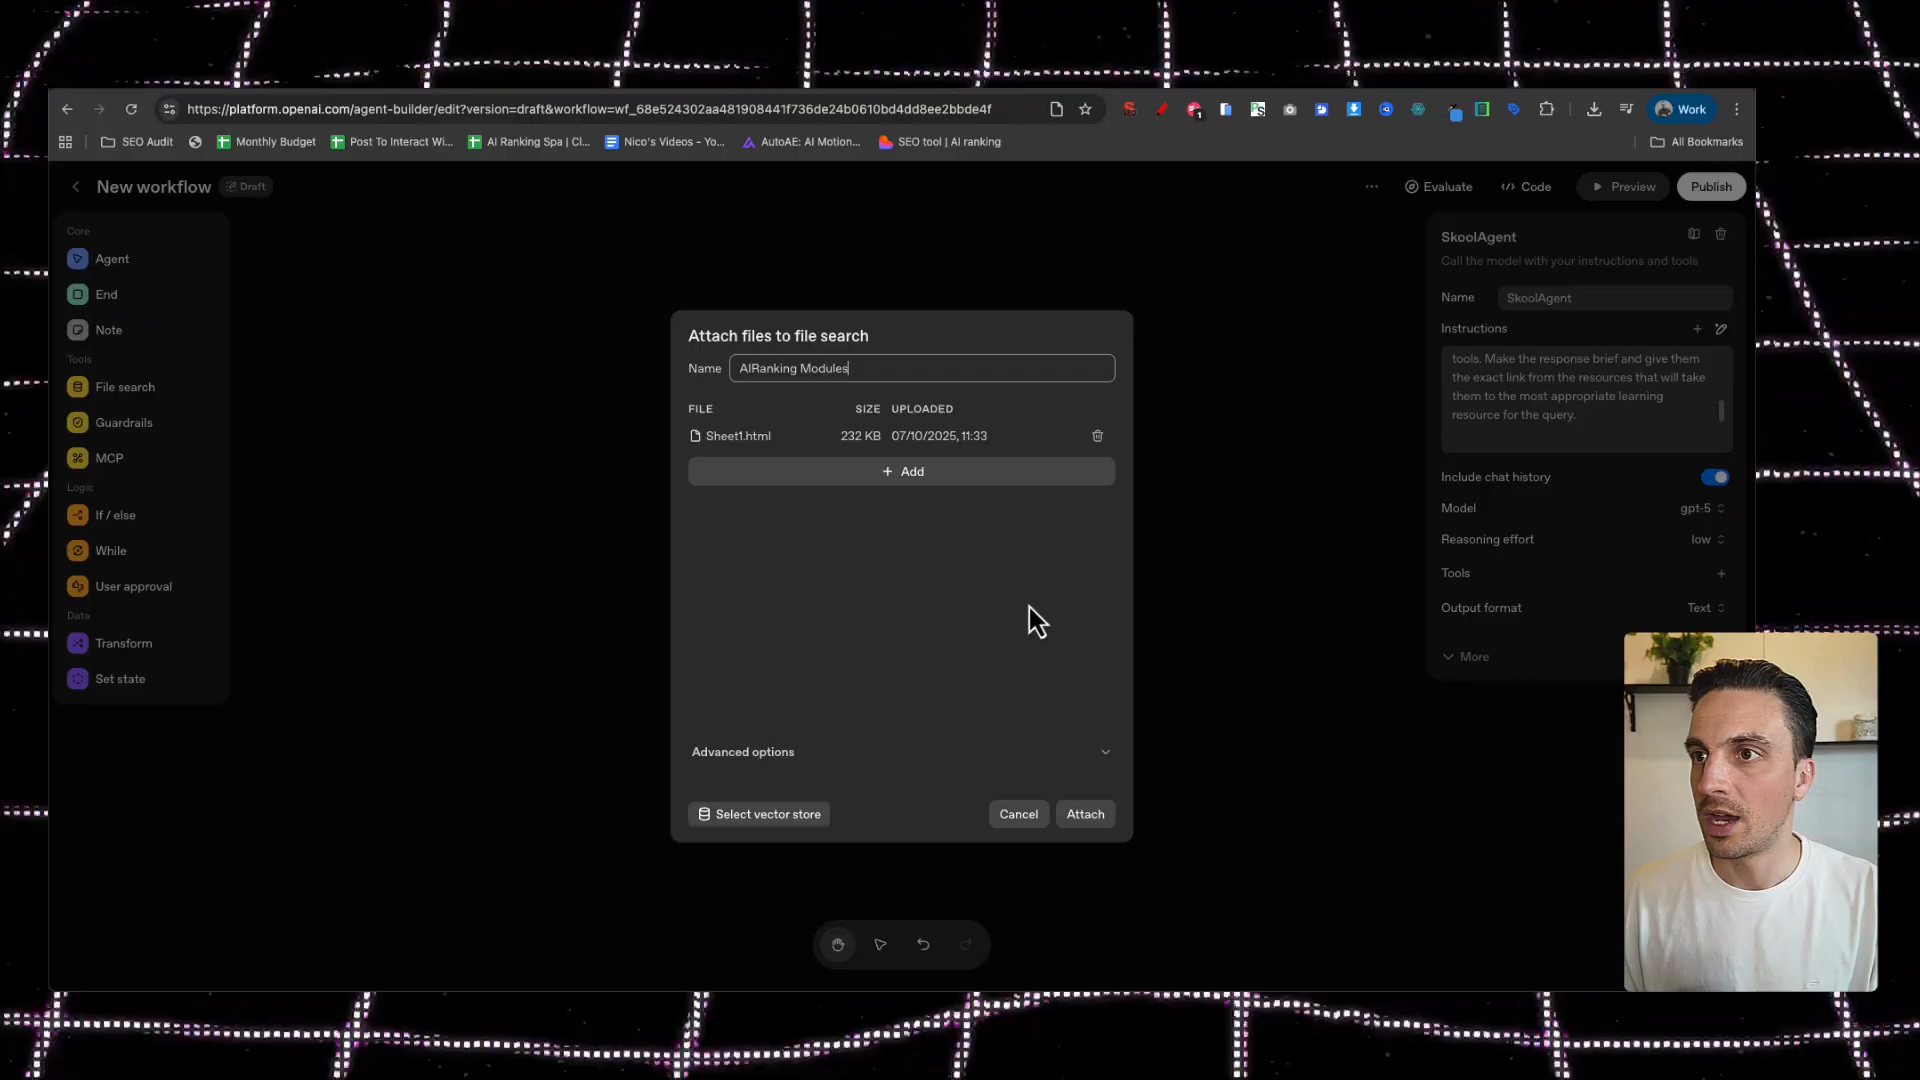 https://platform.openai.com/agent-builder/edit?version=draft&workflow=wf_68e524302aa481908441f736de24b0610bd4dd8ee2bbde4f
1
Work
SEO Audit
Monthly Budget
Post To Interact Wi...
AI Ranking Spa | Cl...
Nico's Videos - Yo...
AutoAE: AI Motion...
SEO tool | AI ranking
All Bookmarks
New workflow
Draft
Evaluate
Code
Preview
Publish
Core
Agent
End
Note
Tools
File search
Guardrails
MCP
Logic
If / else
While
User approval
Data
Transform
Set state
Attach files to file search
Name
AIRanking Modules
FILE
SIZE
UPLOADED
Sheet1.html
232 KB
07/10/2025, 11:33
+ Add
Advanced options
Select vector store
Cancel
Attach
SkoolAgent
Call the model with your instructions and tools
Name
SkoolAgent
Instructions
tools. Make the response brief and give them
the exact link from the resources that will take
them to the most appropriate learning
resource for the query.
Include chat history
Model
gpt-5
Reasoning effort
low
Tools
Output format
Text
More